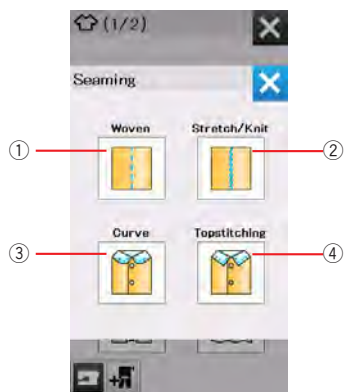 (1/2)
Seaming
Woven Stretch/Knit
① ②
Curve Topstitching
③ ④